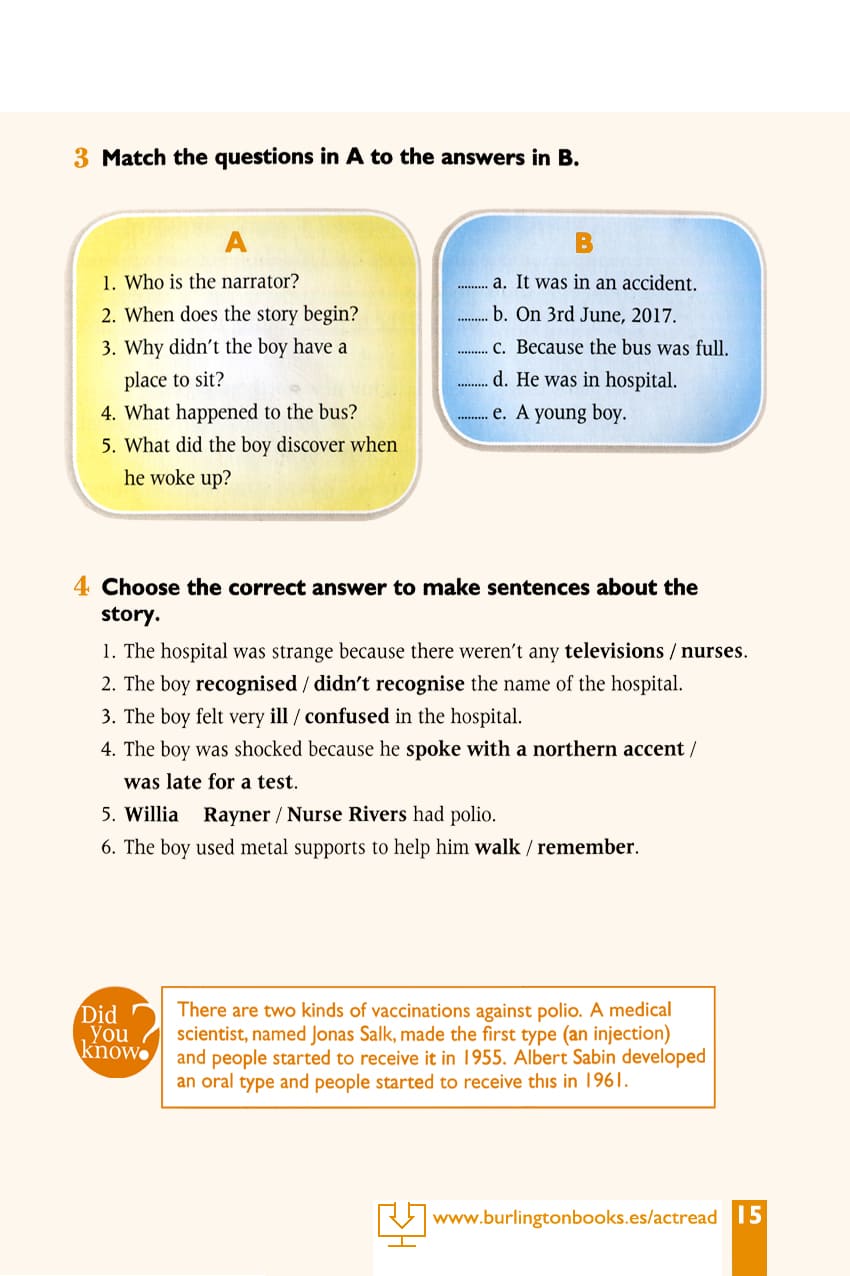 3 Match the questions in A to the answers in B.
A
1. Who is the narrator?
2. When does the story begin?
3. Why didn't the boy have a
place to sit?
4. What happened to the bus?
5. What did the boy discover when
he woke up?
B
......... a. It was in an accident.
......... b. On 3rd June, 2017.
......... c. Because the bus was full.
......... d. He was in hospital.
......... e. A young boy.
4 Choose the correct answer to make sentences about the
story.
1. The hospital was strange because there weren't any televisions / nurses.
2. The boy recognised / didn't recognise the name of the hospital.
3. The boy felt very ill / confused in the hospital.
4. The boy was shocked because he spoke with a northern accent /
was late for a test.
5. Willia Rayner / Nurse Rivers had polio.
6. The boy used metal supports to help him walk / remember.
Did
you
know?
There are two kinds of vaccinations against polio. A medical
scientist, named Jonas Salk, made the first type (an injection)
and people started to receive it in 1955. Albert Sabin developed
an oral type and people started to receive this in 1961.
www.burlingtonbooks.es/actread 15